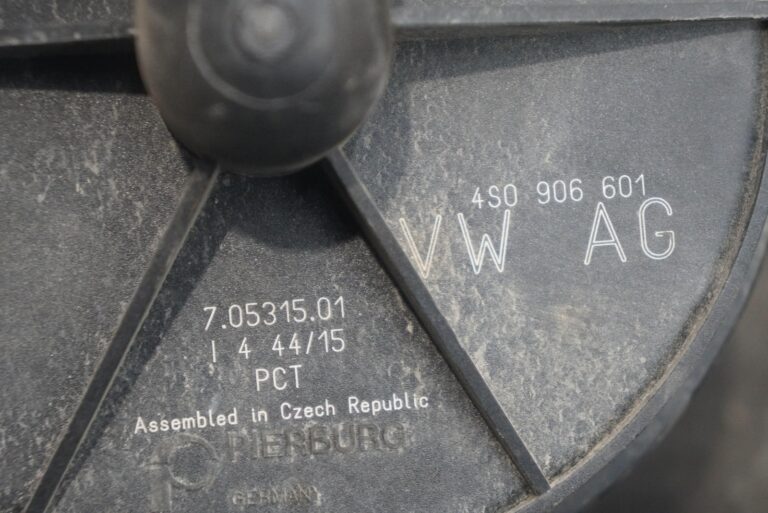 4S0 906 601
VW AG
7.05315.01
I 4 44/15
PCT
Assembled in Czech Republic
PIERBURG
GERMANY